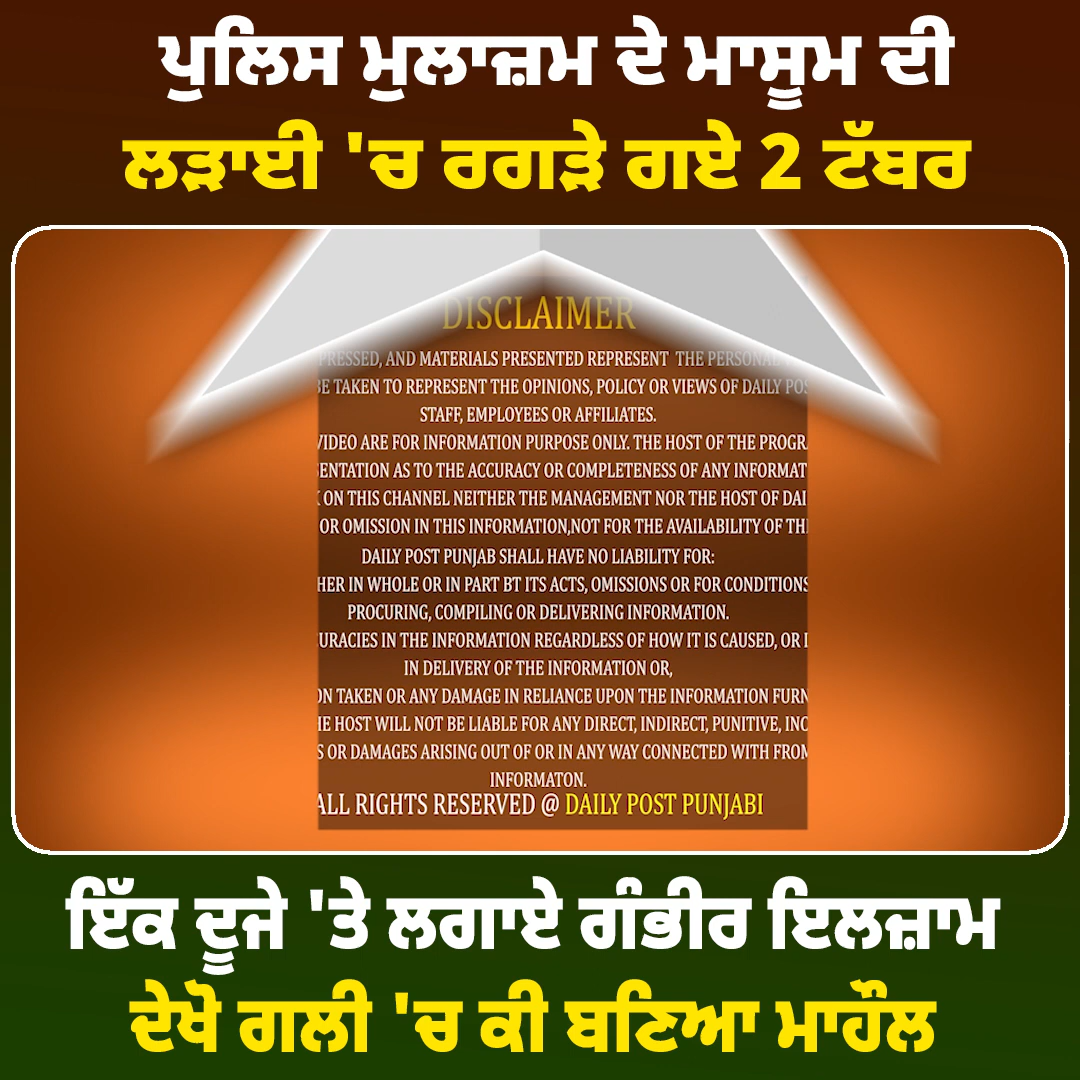 ਪੁਲਿਸ ਮੁਲਾਜ਼ਮ ਦੇ ਮਾਸੂਮ ਦੀ
ਲੜਾਈ 'ਚ ਰਗੜੇ ਗਏ 2 ਟੱਬਰ
DISCLAIMER
PRESSED, AND MATERIALS PRESENTED REPRESENT THE PERSONAL
BE TAKEN TO REPRESENT THE OPINIONS, POLICY OR VIEWS OF DAILY POS
STAFF, EMPLOYEES OR AFFILIATES.
VIDEO ARE FOR INFORMATION PURPOSE ONLY. THE HOST OF THE PROGR
ENTATION AS TO THE ACCURACY OR COMPLETENESS OF ANY INFORMAT
ON THIS CHANNEL NEITHER THE MANAGEMENT NOR THE HOST OF DAI
OR OMISSION IN THIS INFORMATION,NOT FOR THE AVAILABILITY OF TH
DAILY POST PUNJAB SHALL HAVE NO LIABILITY FOR:
HER IN WHOLE OR IN PART BT ITS ACTS, OMISSIONS OR FOR CONDITIONS
PROCURING, COMPILING OR DELIVERING INFORMATION.
URACIES IN THE INFORMATION REGARDLESS OF HOW IT IS CAUSED, OR
IN DELIVERY OF THE INFORMATION OR,
ON TAKEN OR ANY DAMAGE IN RELIANCE UPON THE INFORMATION FURN
HE HOST WILL NOT BE LIABLE FOR ANY DIRECT, INDIRECT, PUNITIVE, INC
S OR DAMAGES ARISING OUT OF OR IN ANY WAY CONNECTED WITH FROM
INFORMATON.
ALL RIGHTS RESERVED @ DAILY POST PUNJABI
ਇੱਕ ਦੂਜੇ 'ਤੇ ਲਗਾਏ ਗੰਭੀਰ ਇਲਜ਼ਾਮ
ਦੇਖੋ ਗਲੀ 'ਚ ਕੀ ਬਣਿਆ ਮਾਹੌਲ